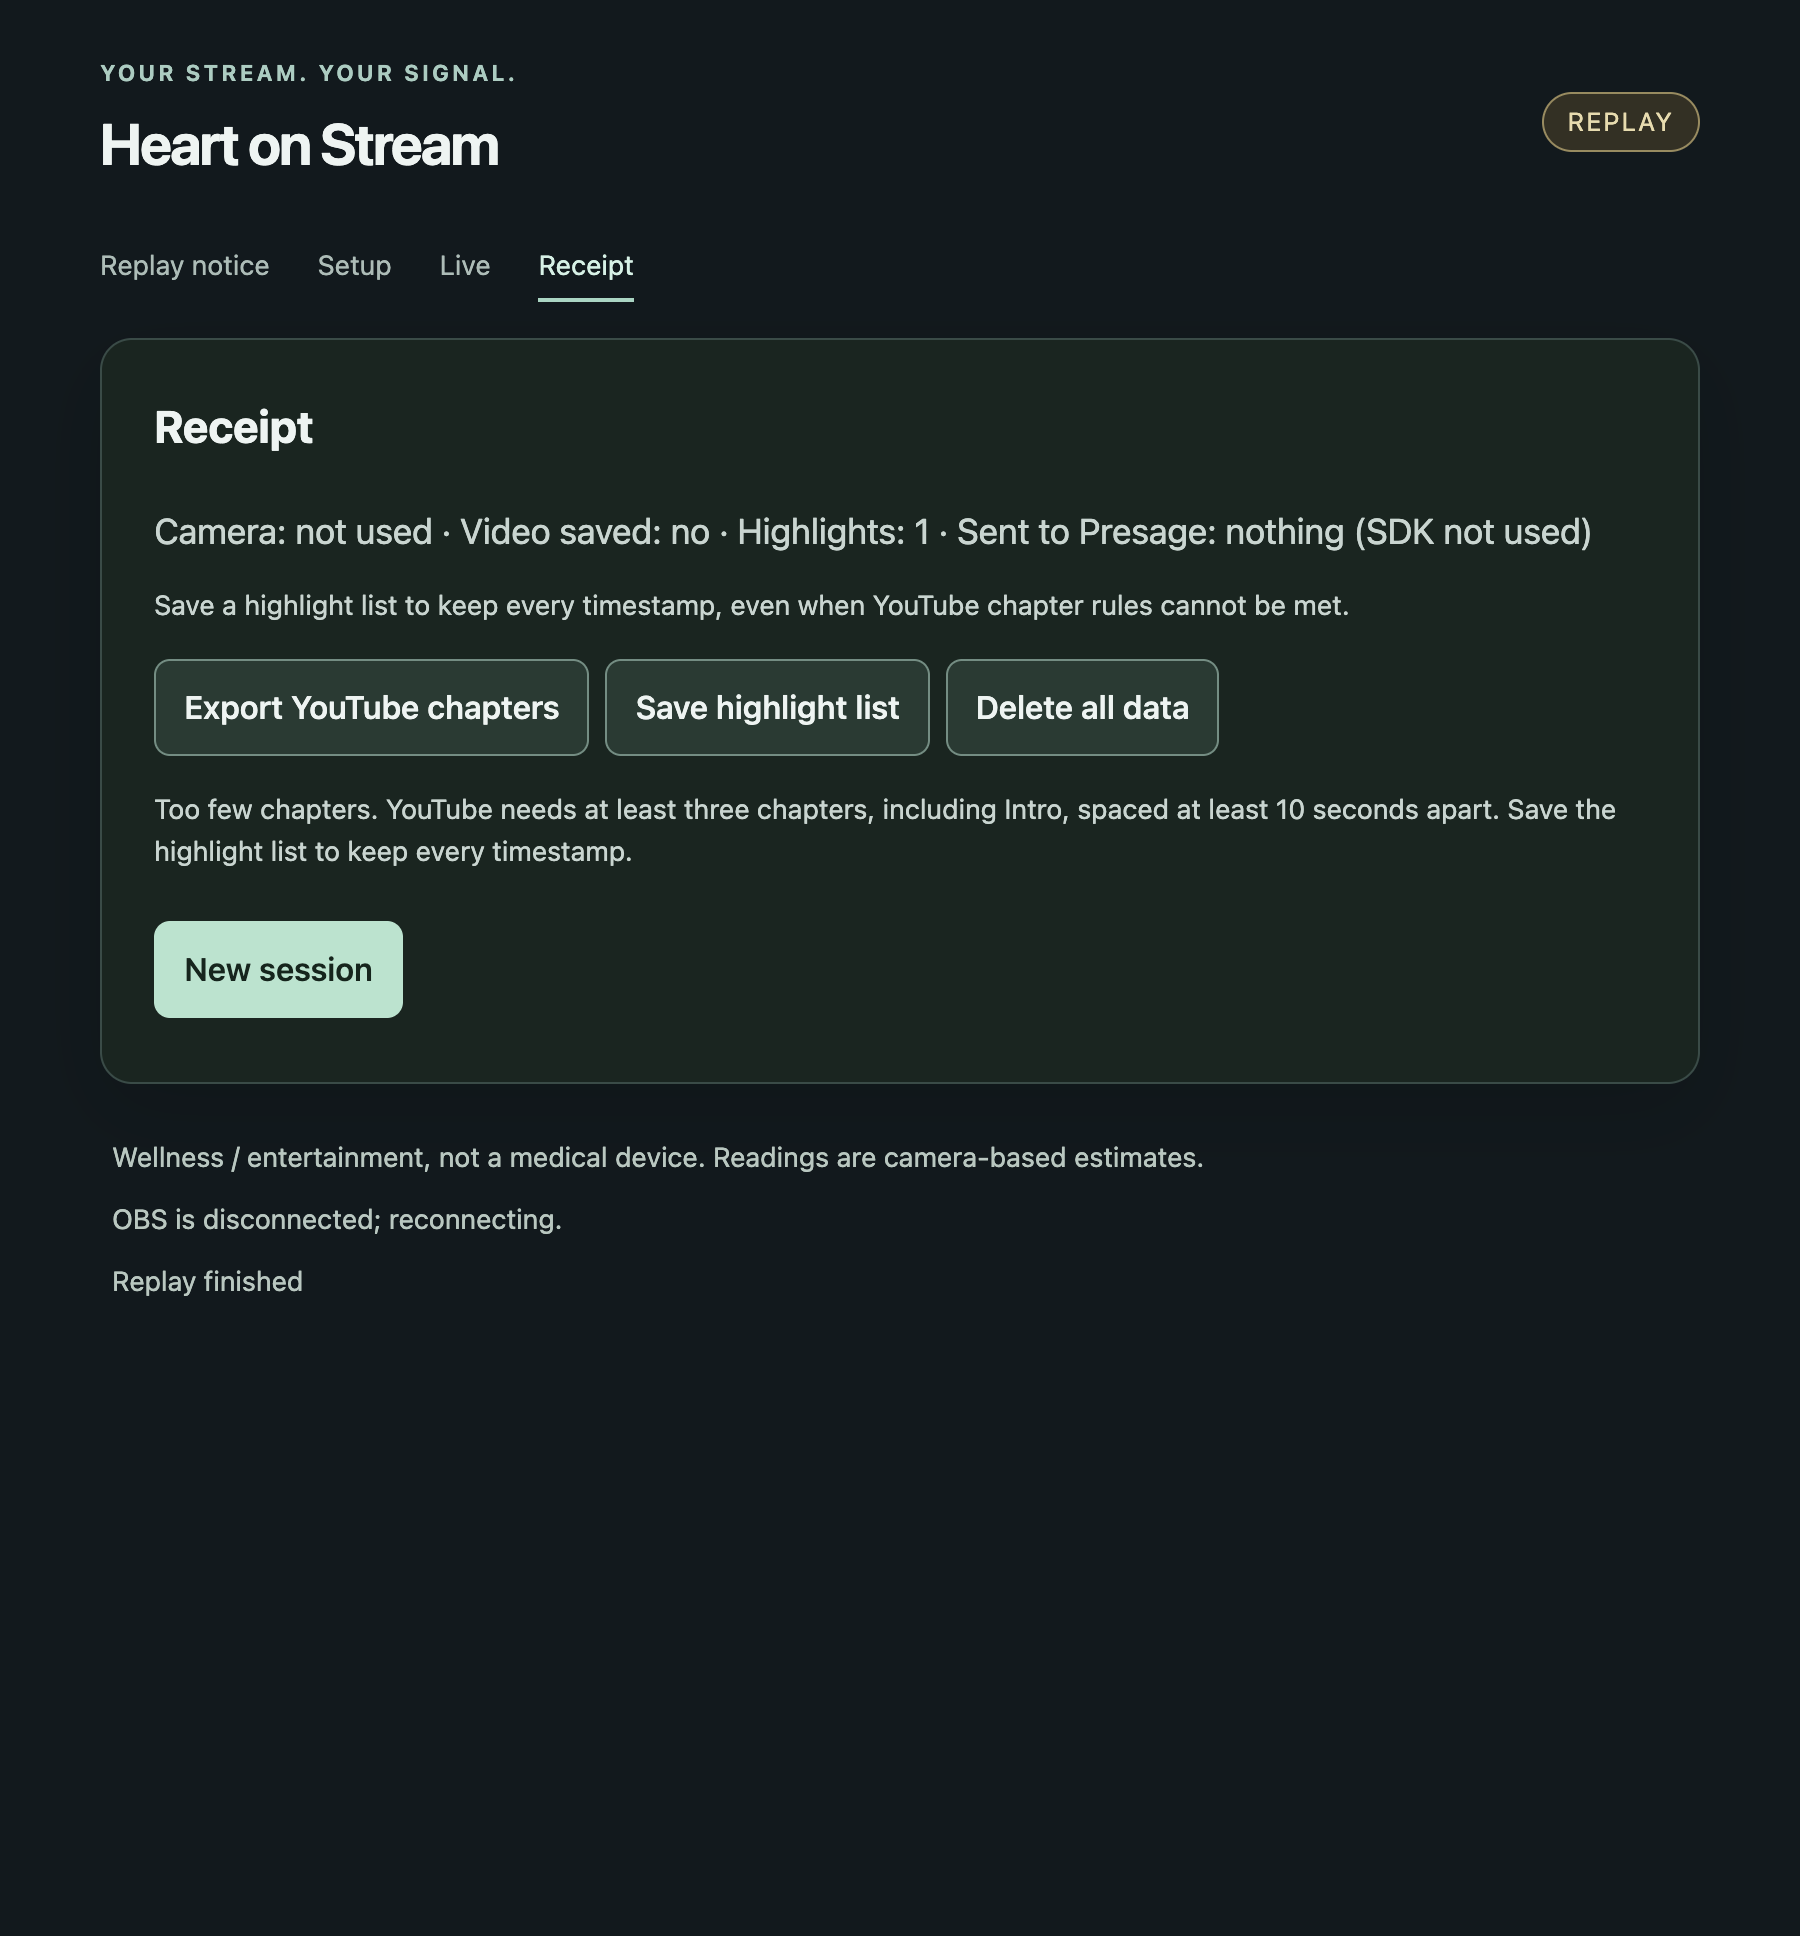 YOUR STREAM. YOUR SIGNAL.
Heart on Stream
REPLAY
Replay notice
Setup
Live
Receipt
Receipt
Camera: not used · Video saved: no · Highlights: 1 · Sent to Presage: nothing (SDK not used)
Save a highlight list to keep every timestamp, even when YouTube chapter rules cannot be met.
Export YouTube chapters
Save highlight list
Delete all data
Too few chapters. YouTube needs at least three chapters, including Intro, spaced at least 10 seconds apart. Save the
highlight list to keep every timestamp.
New session
Wellness / entertainment, not a medical device. Readings are camera-based estimates.
OBS is disconnected; reconnecting.
Replay finished